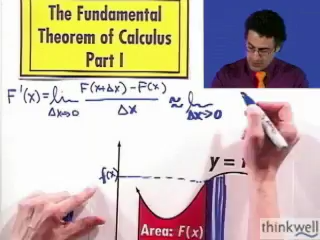 The Fundamental
Theorem of Calculus
Part I
F'(x) = lim Δx→0 F(x+Δx) - F(x) / Δx ≈ lim Δx→0
f(x)
y =
Area: F(x)
thinkwell